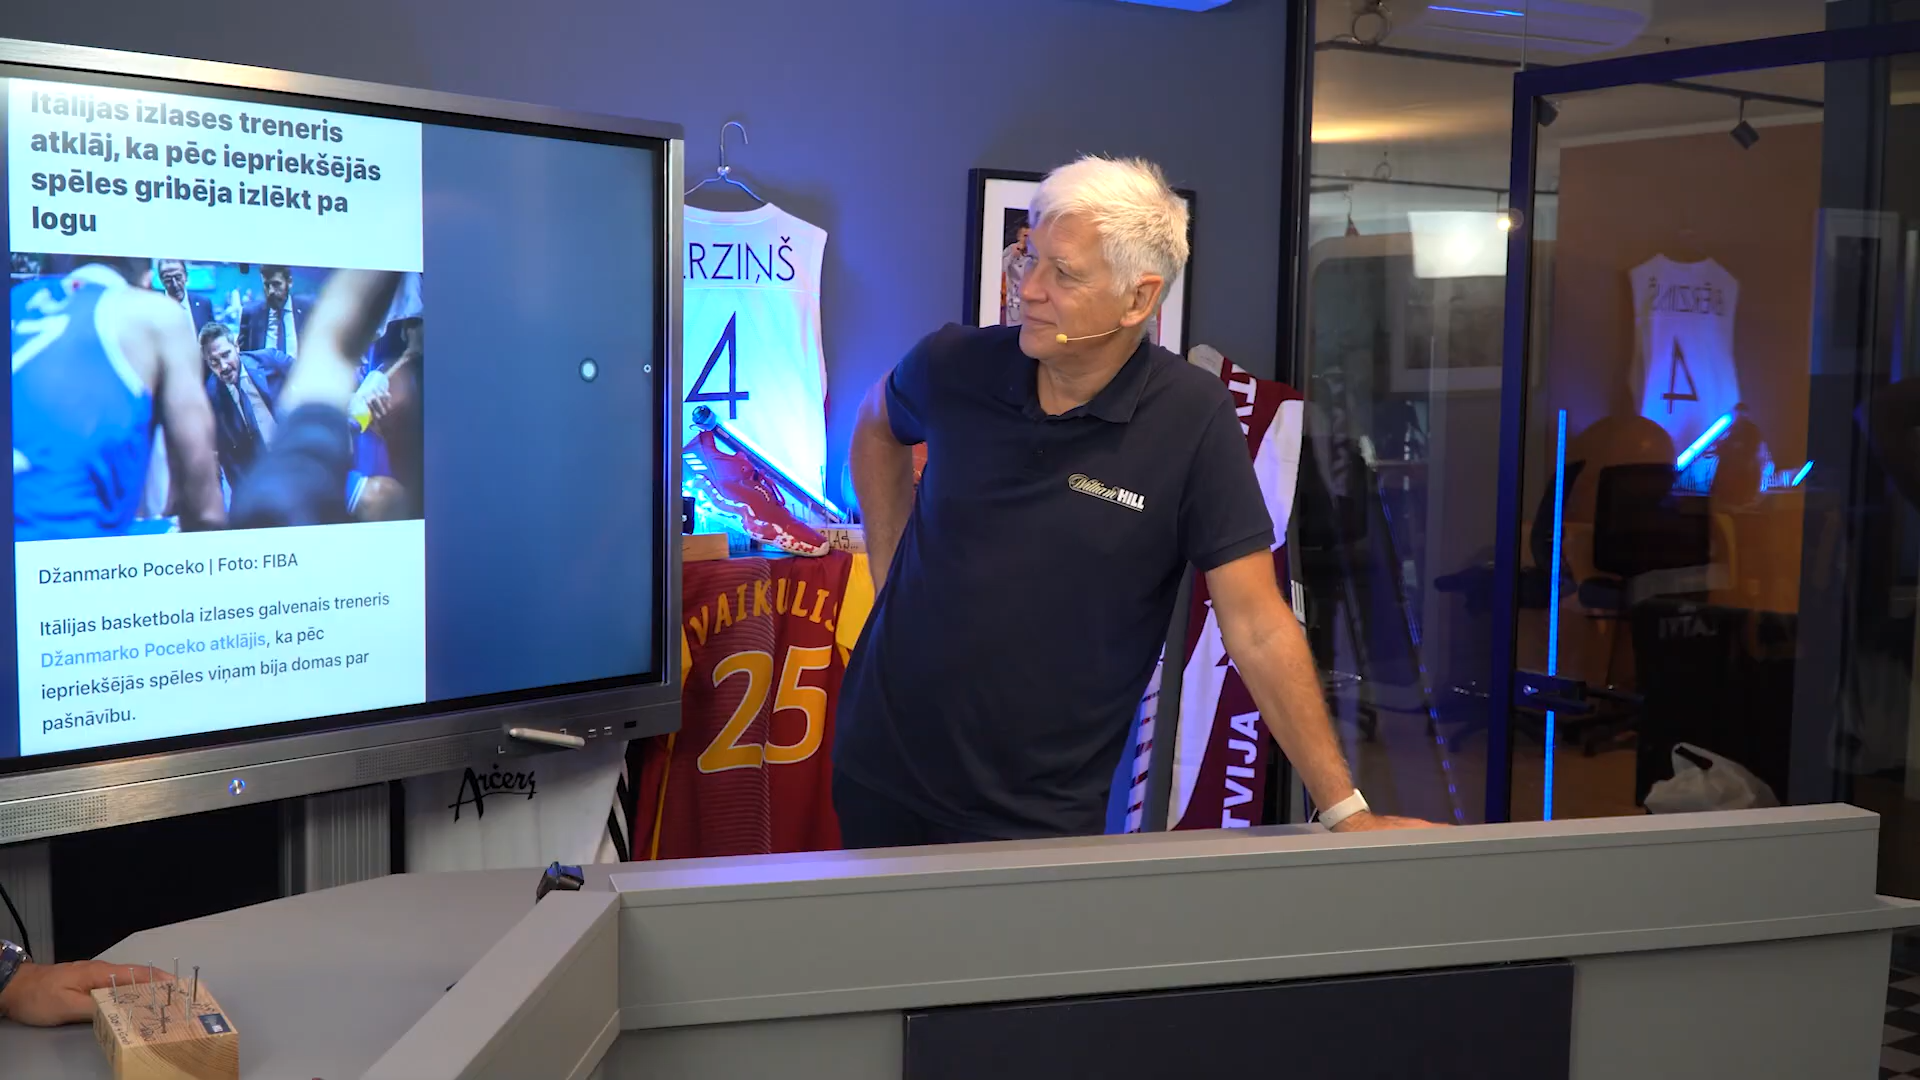 Itālijas izlases treneris
atklāj, ka pēc iepriekšējās
spēles gribēja izlēkt pa
logu
Džanmarko Poceko | Foto: FIBA
Itālijas basketbola izlases galvenais treneris
Džanmarko Poceko atklājis, ka pēc
iepriekšējās spēles viņam bija domas par
pašnāvību.
ĒRZIŅŠ
4
VAIKULIS
25
William HILL
TVIJA
Arčers